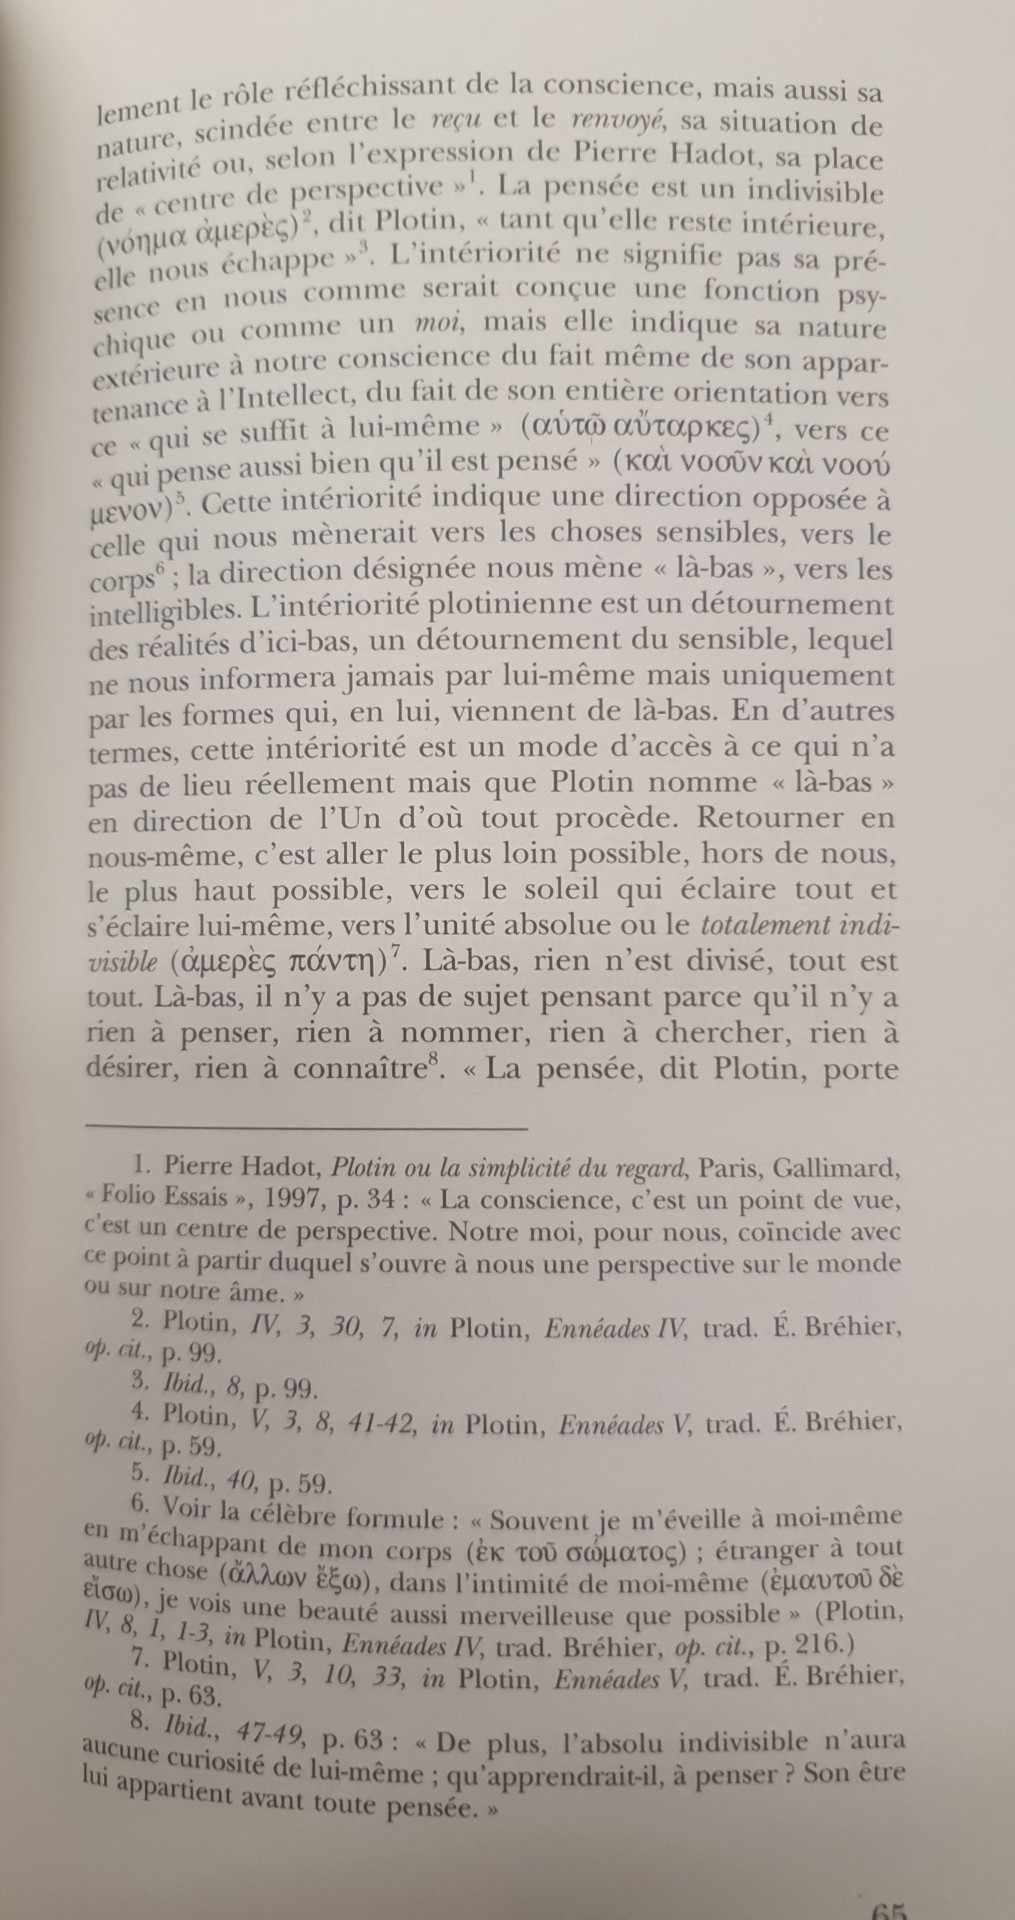 lement le rôle réfléchissant de la conscience, mais aussi sa
nature, scindée entre le reçu et le renvoyé, sa situation de
relativité ou, selon l'expression de Pierre Hadot, sa place
de « centre de perspective »¹. La pensée est un indivisible
(νόημα ἀμερὲς)², dit Plotin, « tant qu'elle reste intérieure,
elle nous échappe »³. L'intériorité ne signifie pas sa pré-
sence en nous comme serait conçue une fonction psy-
chique ou comme un moi, mais elle indique sa nature
extérieure à notre conscience du fait même de son appar-
tenance à l'Intellect, du fait de son entière orientation vers
ce « qui se suffit à lui-même » (αὑτῷ αὔταρκες)⁴, vers ce
« qui pense aussi bien qu'il est pensé » (καὶ νοοῦν καὶ νοού
μενον)⁵. Cette intériorité indique une direction opposée à
celle qui nous mènerait vers les choses sensibles, vers le
corps⁶ ; la direction désignée nous mène « là-bas », vers les
intelligibles. L'intériorité plotinienne est un détournement
des réalités d'ici-bas, un détournement du sensible, lequel
ne nous informera jamais par lui-même mais uniquement
par les formes qui, en lui, viennent de là-bas. En d'autres
termes, cette intériorité est un mode d'accès à ce qui n'a
pas de lieu réellement mais que Plotin nomme « là-bas »
en direction de l'Un d'où tout procède. Retourner en
nous-même, c'est aller le plus loin possible, hors de nous,
le plus haut possible, vers le soleil qui éclaire tout et
s'éclaire lui-même, vers l'unité absolue ou le totalement indi-
visible (ἀμερὲς πάντη)⁷. Là-bas, rien n'est divisé, tout est
tout. Là-bas, il n'y a pas de sujet pensant parce qu'il n'y a
rien à penser, rien à nommer, rien à chercher, rien à
désirer, rien à connaître⁸. « La pensée, dit Plotin, porte
1. Pierre Hadot, Plotin ou la simplicité du regard, Paris, Gallimard,
« Folio Essais », 1997, p. 34 : « La conscience, c'est un point de vue,
c'est un centre de perspective. Notre moi, pour nous, coïncide avec
ce point à partir duquel s'ouvre à nous une perspective sur le monde
ou sur notre âme. »
2. Plotin, IV, 3, 30, 7, in Plotin, Ennéades IV, trad. É. Bréhier,
op. cit., p. 99.
3. Ibid., 8, p. 99.
4. Plotin, V, 3, 8, 41-42, in Plotin, Ennéades V, trad. É. Bréhier,
op. cit., p. 59.
5. Ibid., 40, p. 59.
6. Voir la célèbre formule : « Souvent je m'éveille à moi-même
en m'échappant de mon corps (ἐκ τοῦ σώματος) ; étranger à tout
autre chose (ἄλλων ἔξω), dans l'intimité de moi-même (ἐμαυτοῦ δὲ
εἴσω), je vois une beauté aussi merveilleuse que possible » (Plotin,
IV, 8, 1, 1-3, in Plotin, Ennéades IV, trad. Bréhier, op. cit., p. 216.)
7. Plotin, V, 3, 10, 33, in Plotin, Ennéades V, trad. É. Bréhier,
op. cit., p. 63.
8. Ibid., 47-49, p. 63 : « De plus, l'absolu indivisible n'aura
aucune curiosité de lui-même ; qu'apprendrait-il, à penser ? Son être
lui appartient avant toute pensée. »
65